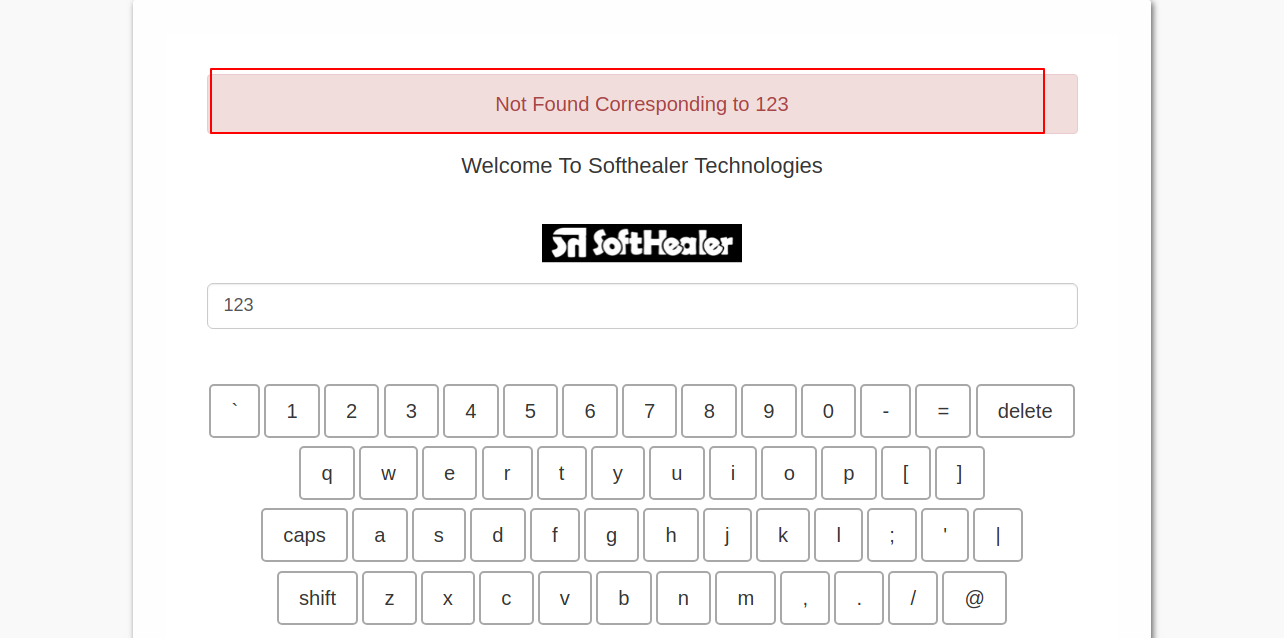 Not Found Corresponding to 123
Welcome To Softhealer Technologies
SH SoftHealer
123
` 1 2 3 4 5 6 7 8 9 0 - = delete
q w e r t y u i o p [ ]
caps a s d f g h j k l ; ' |
shift z x c v b n m , . / @